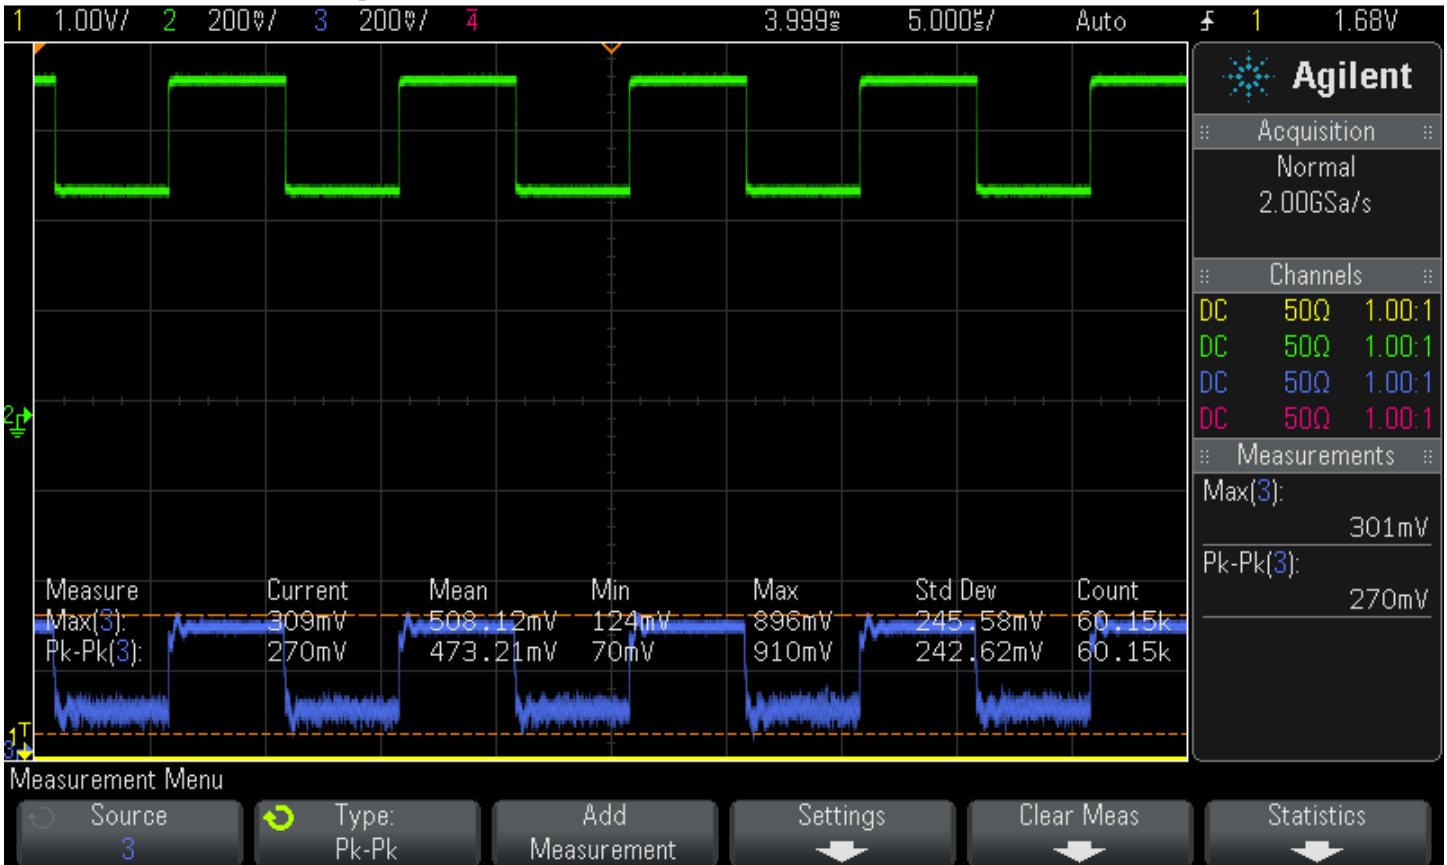 1 1.00V/ 2 200mV/ 3 200mV/ 4 3.999ms 5.000us/ Auto 1 1.68V
Agilent
Acquisition
Normal
2.00GSa/s
Channels
DC 50Ω 1.00:1
DC 50Ω 1.00:1
DC 50Ω 1.00:1
DC 50Ω 1.00:1
Measurements
Max(3):
301mV
Pk-Pk(3):
270mV
2
Measure Current Mean Min Max Std Dev Count
Max(3): 309mV 508.12mV 124mV 896mV 245.58mV 60.15k
Pk-Pk(3): 270mV 473.21mV 70mV 910mV 242.62mV 60.15k
1T
3
Measurement Menu
Source
3
Type:
Pk-Pk
Add
Measurement
Settings
Clear Meas
Statistics